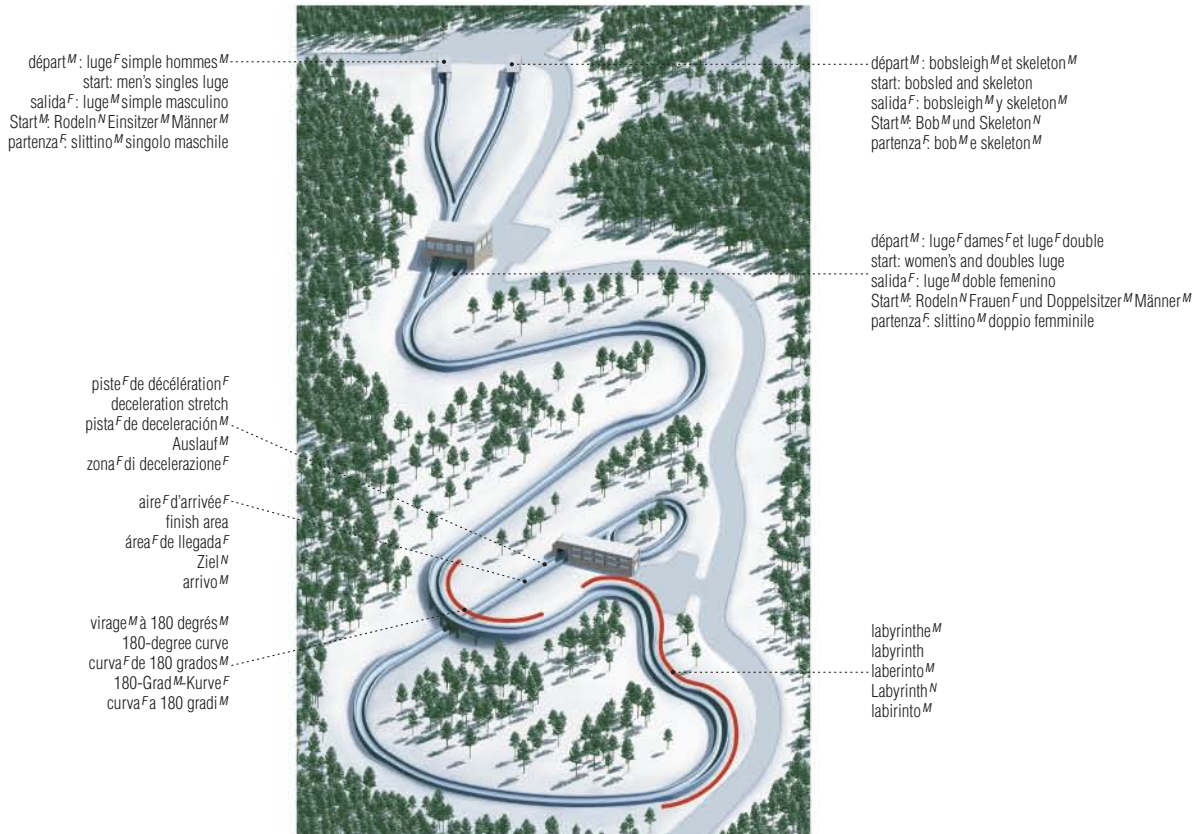 départ M : luge F simple hommes M
start: men's singles luge
salida F : luge M simple masculino
Start M: Rodeln N Einsitzer M Männer M
partenza F: slittino M singolo maschile
départ M : bobsleigh M et skeleton M
start: bobsled and skeleton
salida F : bobsleigh M y skeleton M
Start M: Bob M und Skeleton N
partenza F: bob M e skeleton M
départ M : luge F dames F et luge F double
start: women's and doubles luge
salida F : luge M doble femenino
Start M: Rodeln N Frauen F und Doppelsitzer M Männer M
partenza F: slittino M doppio femminile
piste F de décélération F
deceleration stretch
pista F de deceleración M
Auslauf M
zona F di decelerazione F
aire F d'arrivée F
finish area
área F de llegada F
Ziel N
arrivo M
virage M à 180 degrés M
180-degree curve
curva F de 180 grados M
180-Grad M-Kurve F
curva F a 180 gradi M
labyrinthe M
labyrinth
laberinto M
Labyrinth N
labirinto M